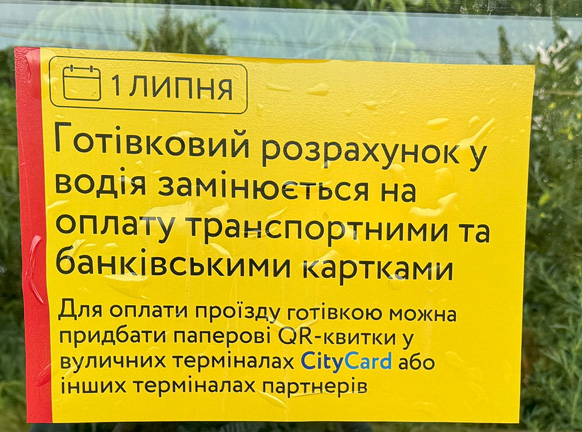 1 ЛИПНЯ
Готівковий розрахунок у
водія замінюється на
оплату транспортними та
банківськими картками
Для оплати проїзду готівкою можна
придбати паперові QR-квитки у
вуличних терміналах CityCard або
інших терміналах партнерів